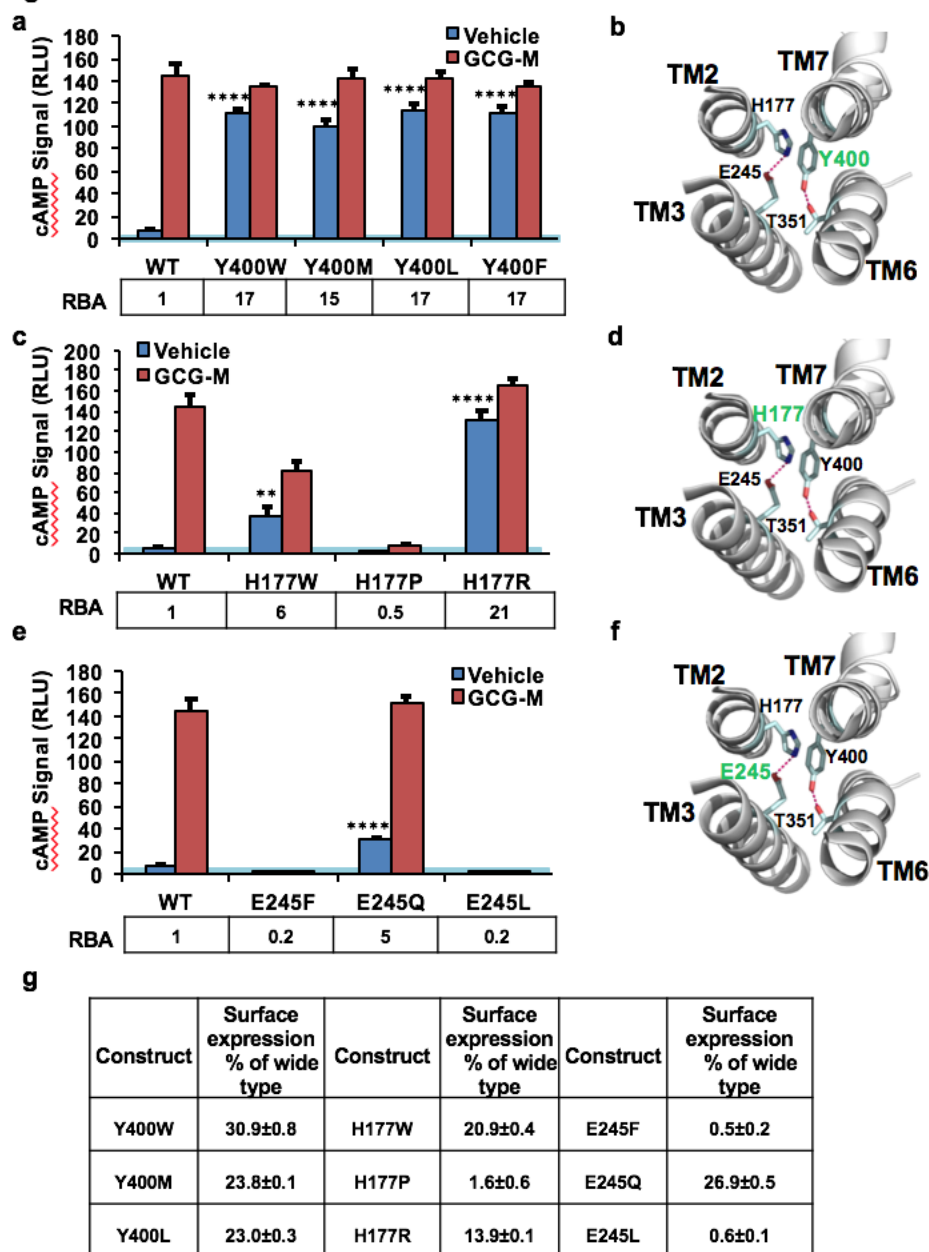 a
180
160
140
120
100
80
60
40
20
0
cAMP Signal (RLU)
Vehicle
GCG-M
**** **** **** ****
WT Y400W Y400M Y400L Y400F
RBA 1 17 15 17 17
b
TM2
TM7
H177
Y400
E245
TM3
T351
TM6
c
200
180
160
140
120
100
80
60
40
20
0
cAMP Signal (RLU)
Vehicle
GCG-M
** ****
WT H177W H177P H177R
RBA 1 6 0.5 21
d
TM2
TM7
H177
Y400
E245
TM3
T351
TM6
e
180
160
140
120
100
80
60
40
20
0
cAMP Signal (RLU)
Vehicle
GCG-M
****
WT E245F E245Q E245L
RBA 1 0.2 5 0.2
f
TM2
TM7
H177
Y400
E245
TM3
T351
TM6
g
Construct Surface expression % of wide type Construct Surface expression % of wide type Construct Surface expression % of wide type
Y400W 30.9±0.8 H177W 20.9±0.4 E245F 0.5±0.2
Y400M 23.8±0.1 H177P 1.6±0.6 E245Q 26.9±0.5
Y400L 23.0±0.3 H177R 13.9±0.1 E245L 0.6±0.1